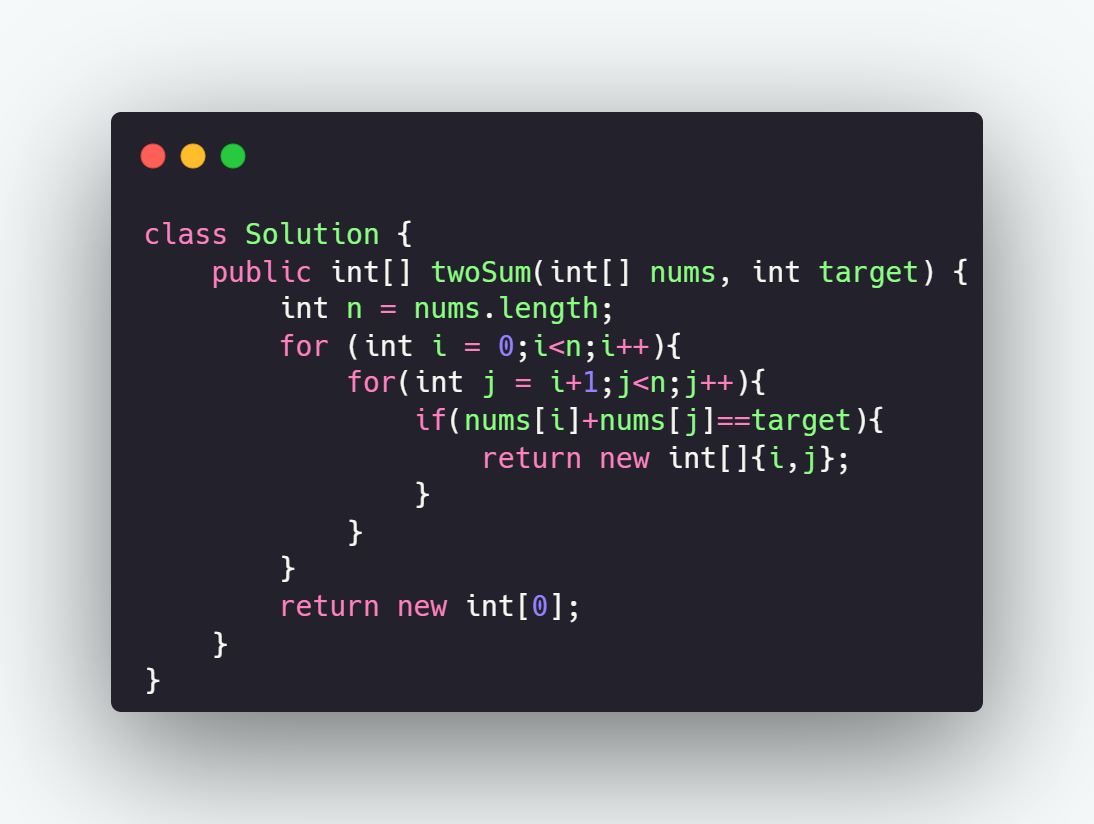 class Solution {
    public int[] twoSum(int[] nums, int target) {
        int n = nums.length;
        for (int i = 0;i<n;i++){
            for(int j = i+1;j<n;j++){
                if(nums[i]+nums[j]==target){
                    return new int[]{i,j};
                }
            }
        }
        return new int[0];
    }
}